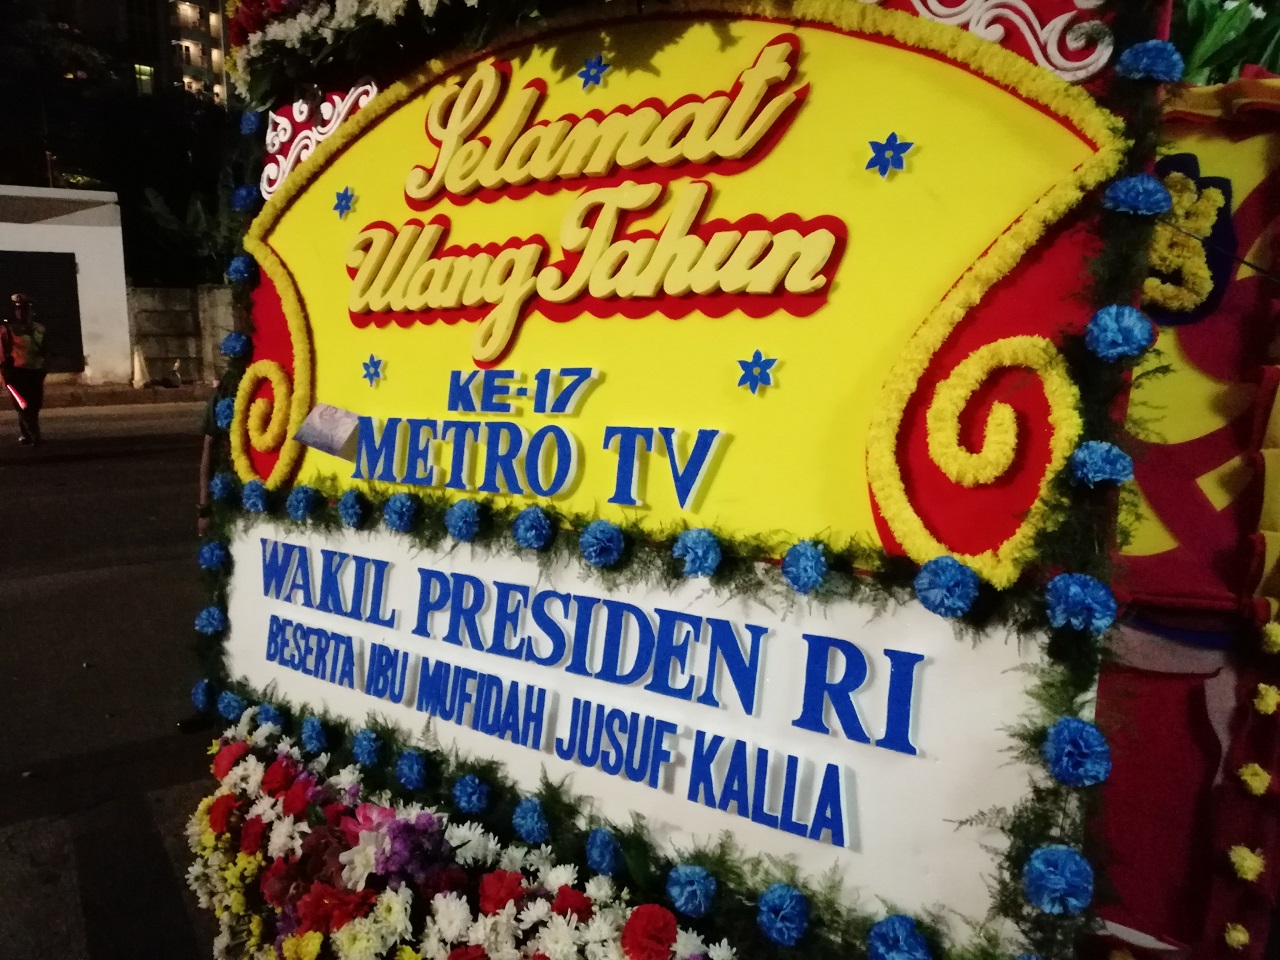 Selamat
Ulang Tahun
KE-17
METRO TV
WAKIL PRESIDEN RI
BESERTA IBU MUFIDAH JUSUF KALLA